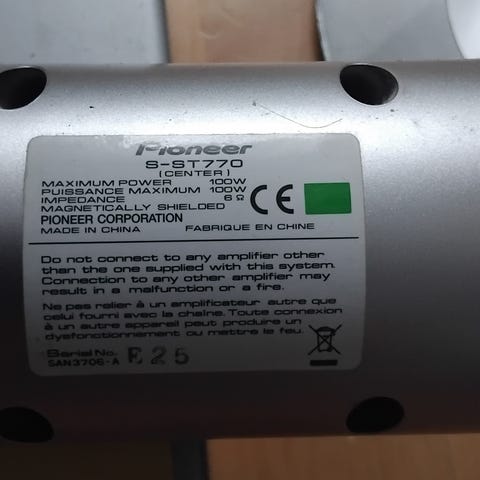 Pioneer
S-ST770
(CENTER)
MAXIMUM POWER 100W
PUISSANCE MAXIMUM 100W
IMPEDANCE 6 Ω
MAGNETICALLY SHIELDED
PIONEER CORPORATION
MADE IN CHINA FABRIQUE EN CHINE
CE
Do not connect to any amplifier other
than the one supplied with this system.
Connection to any other amplifier may
result in a malfunction or a fire.
Ne pas relier à un amplificateur autre que
celui fourni avec la chaîne. Toute connexion
à un autre appareil peut produire un
dysfonctionnement ou mettre le feu.
Serial No. E25
SAN3706-A